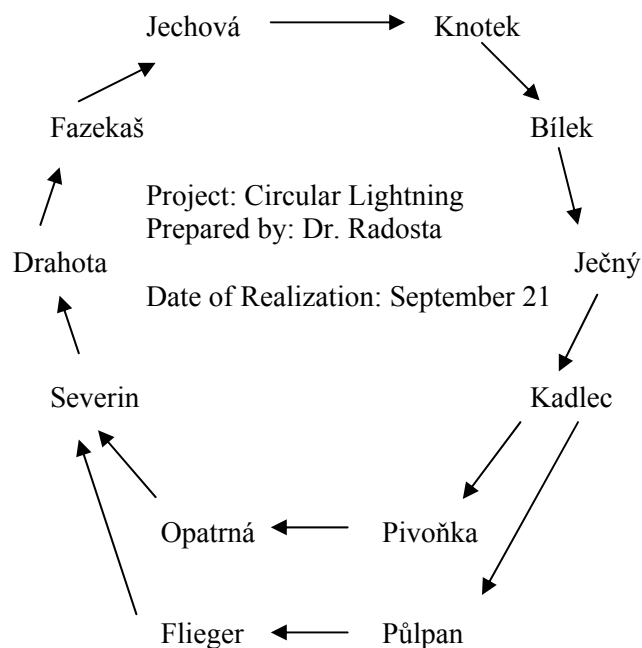 Jechová
Knotek
Fazekaš
Bílek
Project: Circular Lightning
Prepared by: Dr. Radosta
Drahota
Ječný
Date of Realization: September 21
Severin
Kadlec
Opatrná
Pivoňka
Flieger
Půlpan